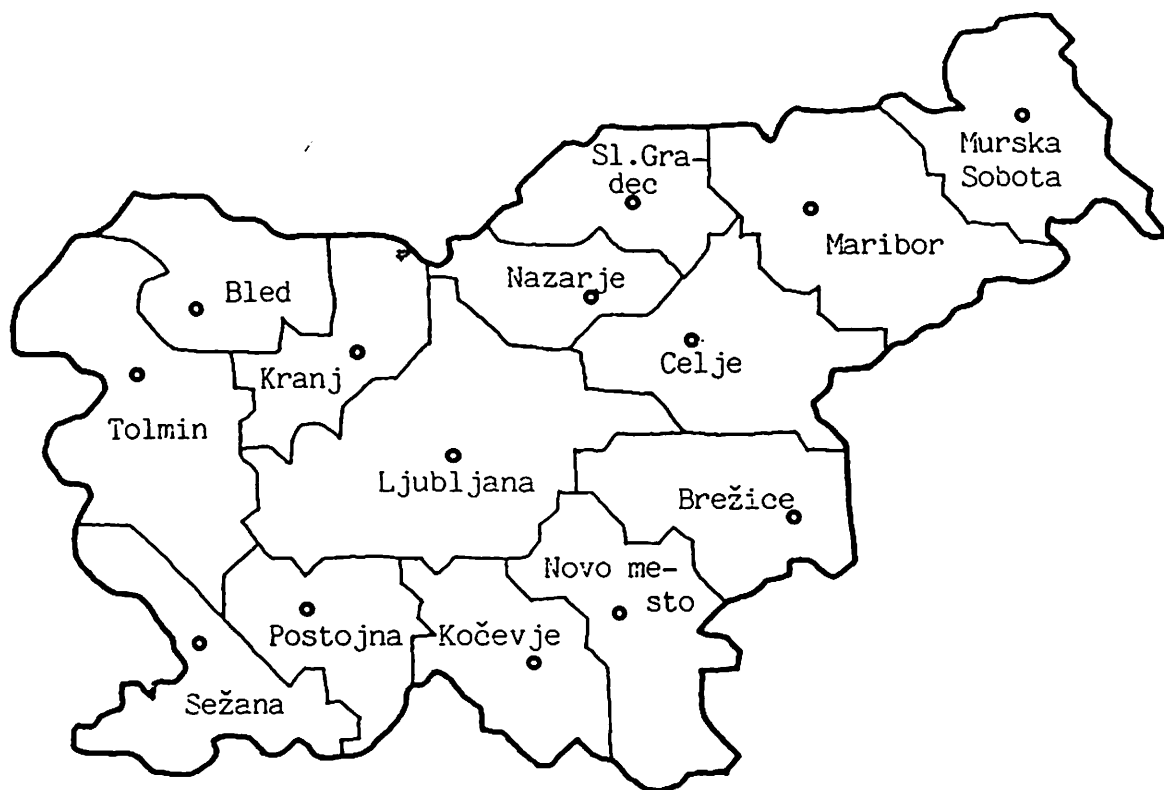 Sl.Gra-
dec
Murska
Sobota
Maribor
Bled
Nazarje
Kranj
Celje
Tolmin
Ljubljana
Brežice
Novo me-
sto
Postojna
Kočevje
Sežana